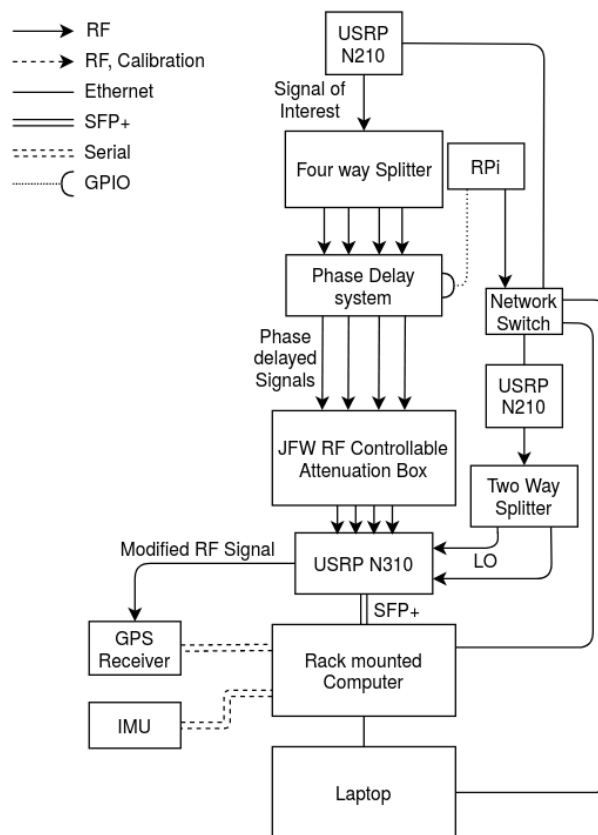 RF
RF, Calibration
Ethernet
SFP+
Serial
GPIO
USRP
N210
Signal of
Interest
Four way Splitter
RPi
Phase Delay
system
Network
Switch
Phase
delayed
Signals
USRP
N210
JFW RF Controllable
Attenuation Box
Two Way
Splitter
Modified RF Signal
USRP N310
LO
SFP+
GPS
Receiver
Rack mounted
Computer
IMU
Laptop